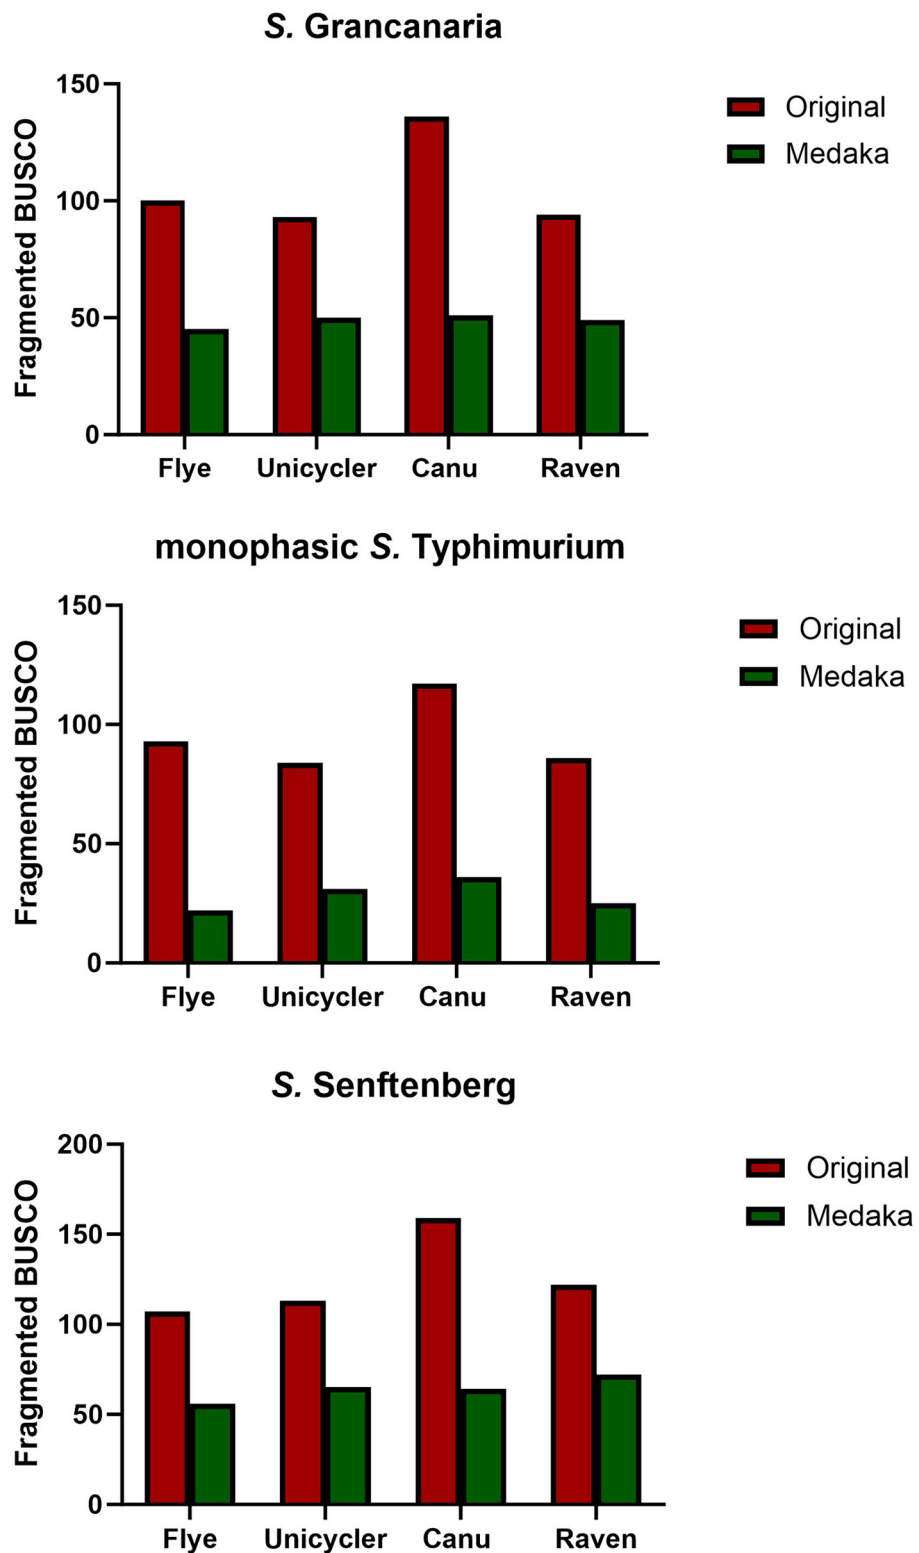 S. Grancanaria
150
100
50
0
Fragmented BUSCO
Original
Medaka
Flye Unicycler Canu Raven
monophasic S. Typhimurium
150
100
50
0
Fragmented BUSCO
Original
Medaka
Flye Unicycler Canu Raven
S. Senftenberg
200
150
100
50
0
Fragmented BUSCO
Original
Medaka
Flye Unicycler Canu Raven